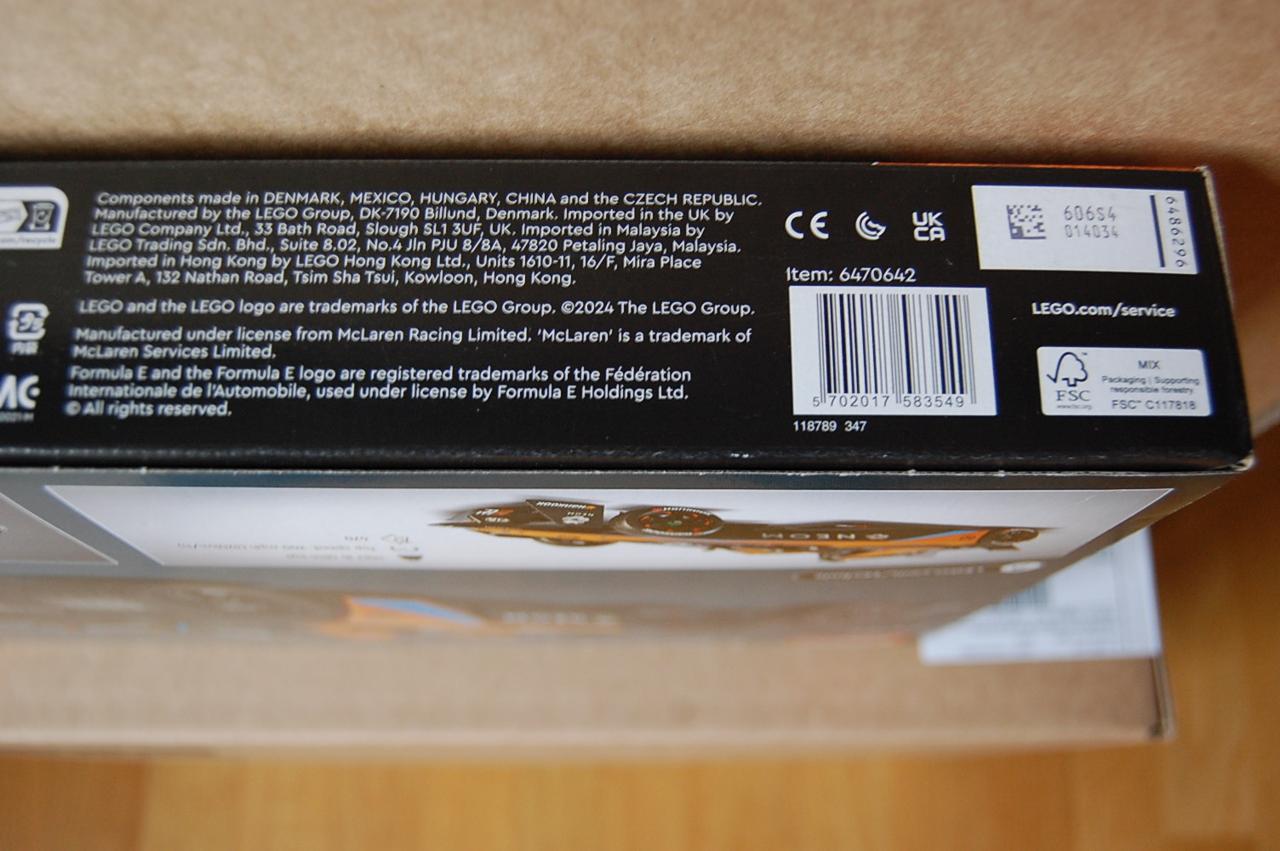 Components made in DENMARK, MEXICO, HUNGARY, CHINA and the CZECH REPUBLIC.
Manufactured by the LEGO Group, DK-7190 Billund, Denmark. Imported in the UK by
LEGO Company Ltd., 33 Bath Road, Slough SL1 3UF, UK. Imported in Malaysia by
LEGO Trading Sdn. Bhd., Suite 8.02, No.4 Jln PJU 8/8A, 47820 Petaling Jaya, Malaysia.
Imported in Hong Kong by LEGO Hong Kong Ltd., Units 1610-11, 16/F, Mira Place
Tower A, 132 Nathan Road, Tsim Sha Tsui, Kowloon, Hong Kong.
LEGO and the LEGO logo are trademarks of the LEGO Group. ©2024 The LEGO Group.
Manufactured under license from McLaren Racing Limited. ‘McLaren’ is a trademark of
McLaren Services Limited.
Formula E and the Formula E logo are registered trademarks of the Fédération
Internationale de l'Automobile, used under license by Formula E Holdings Ltd.
© All rights reserved.
CE
UK
CA
Item: 6470642
5 702017 583549
118789 347
606S4
014034
6486296
LEGO.com/service
FSC
www.fsc.org
MIX
Packaging | Supporting
responsible forestry
FSC™ C117818
NEOM
HANKOOK